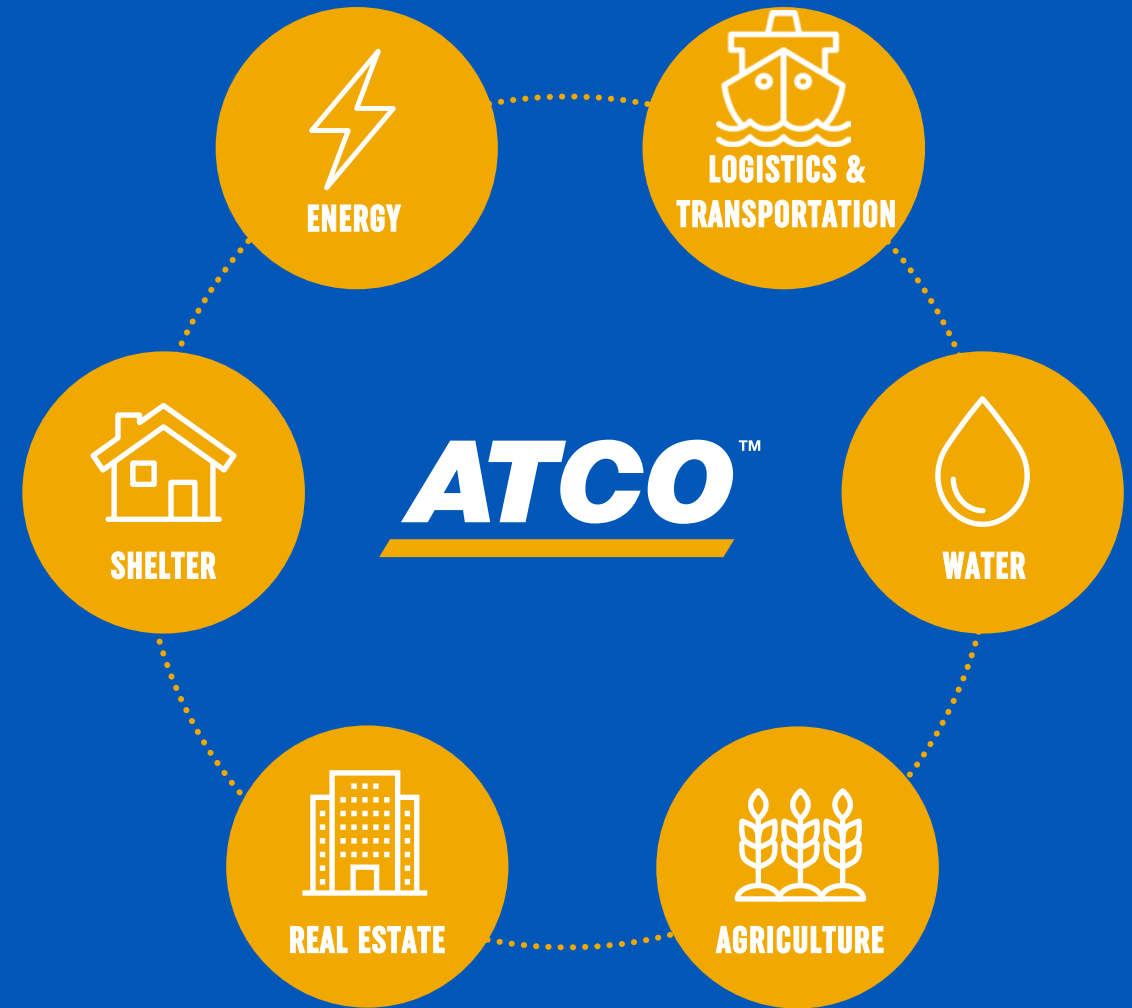 ENERGY
LOGISTICS &
TRANSPORTATION
SHELTER
ATCO™
WATER
REAL ESTATE
AGRICULTURE